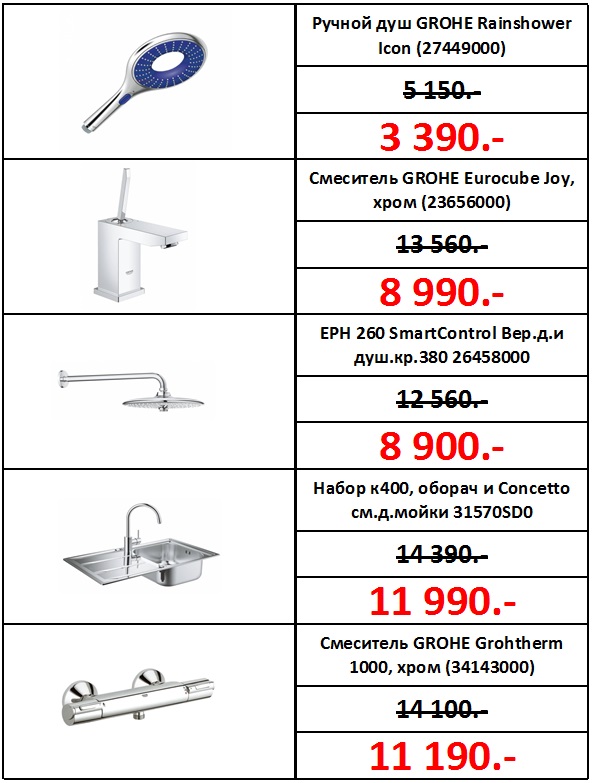 Ручной душ GROHE Rainshower
Icon (27449000)
5 150.-
3 390.-
Смеситель GROHE Eurocube Joy,
хром (23656000)
13 560.-
8 990.-
EPH 260 SmartControl Вер.д.и
душ.кр.380 26458000
12 560.-
8 900.-
Набор к400, оборач и Concetto
см.д.мойки 31570SD0
14 390.-
11 990.-
Смеситель GROHE Grohtherm
1000, хром (34143000)
14 100.-
11 190.-